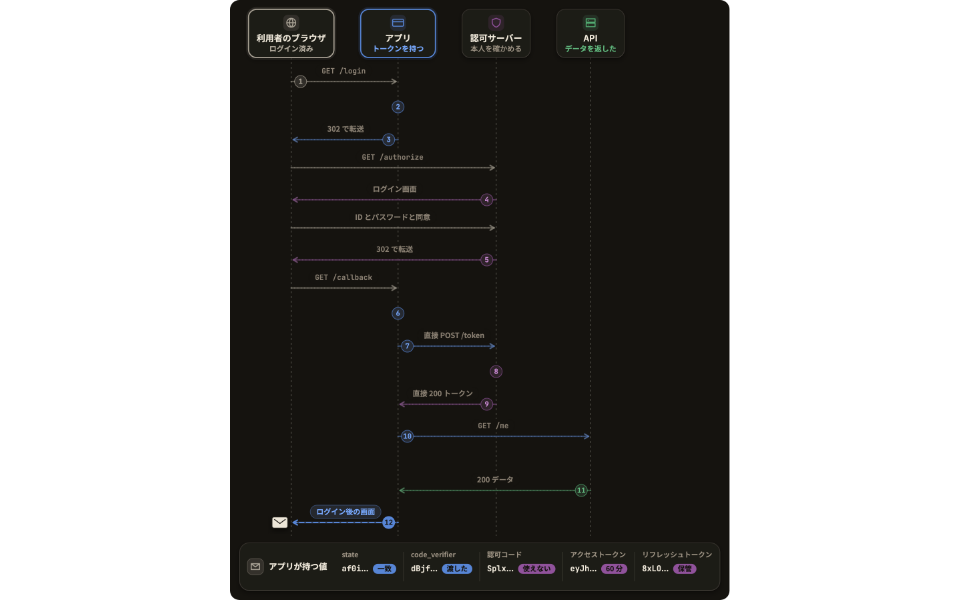 利用者のブラウザ
ログイン済み
アプリ
トークンを持つ
認可サーバー
本人を確かめる
API
データを返した
GET /login
1
2
302 で転送
3
GET /authorize
ログイン画面
4
ID とパスワードと同意
302 で転送
5
GET /callback
6
直接 POST /token
7
8
直接 200 トークン
9
GET /me
10
200 データ
11
ログイン後の画面
12
アプリが持つ値
state
af0i... 一致
code_verifier
dBjf... 渡した
認可コード
Splx... 使えない
アクセストークン
eyJh... 60 分
リフレッシュトークン
8xLO... 保管